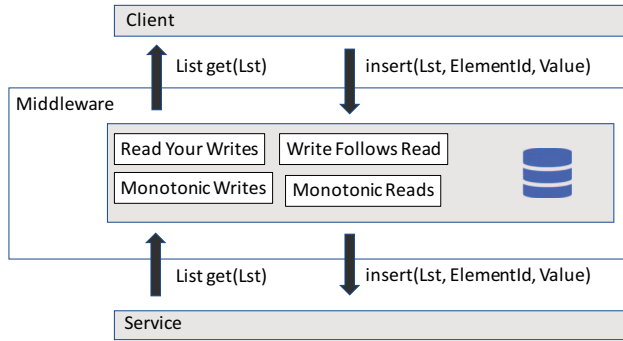 Client
List get(Lst)
insert(Lst, ElementId, Value)
Middleware
Read Your Writes
Write Follows Read
Monotonic Writes
Monotonic Reads
List get(Lst)
insert(Lst, ElementId, Value)
Service